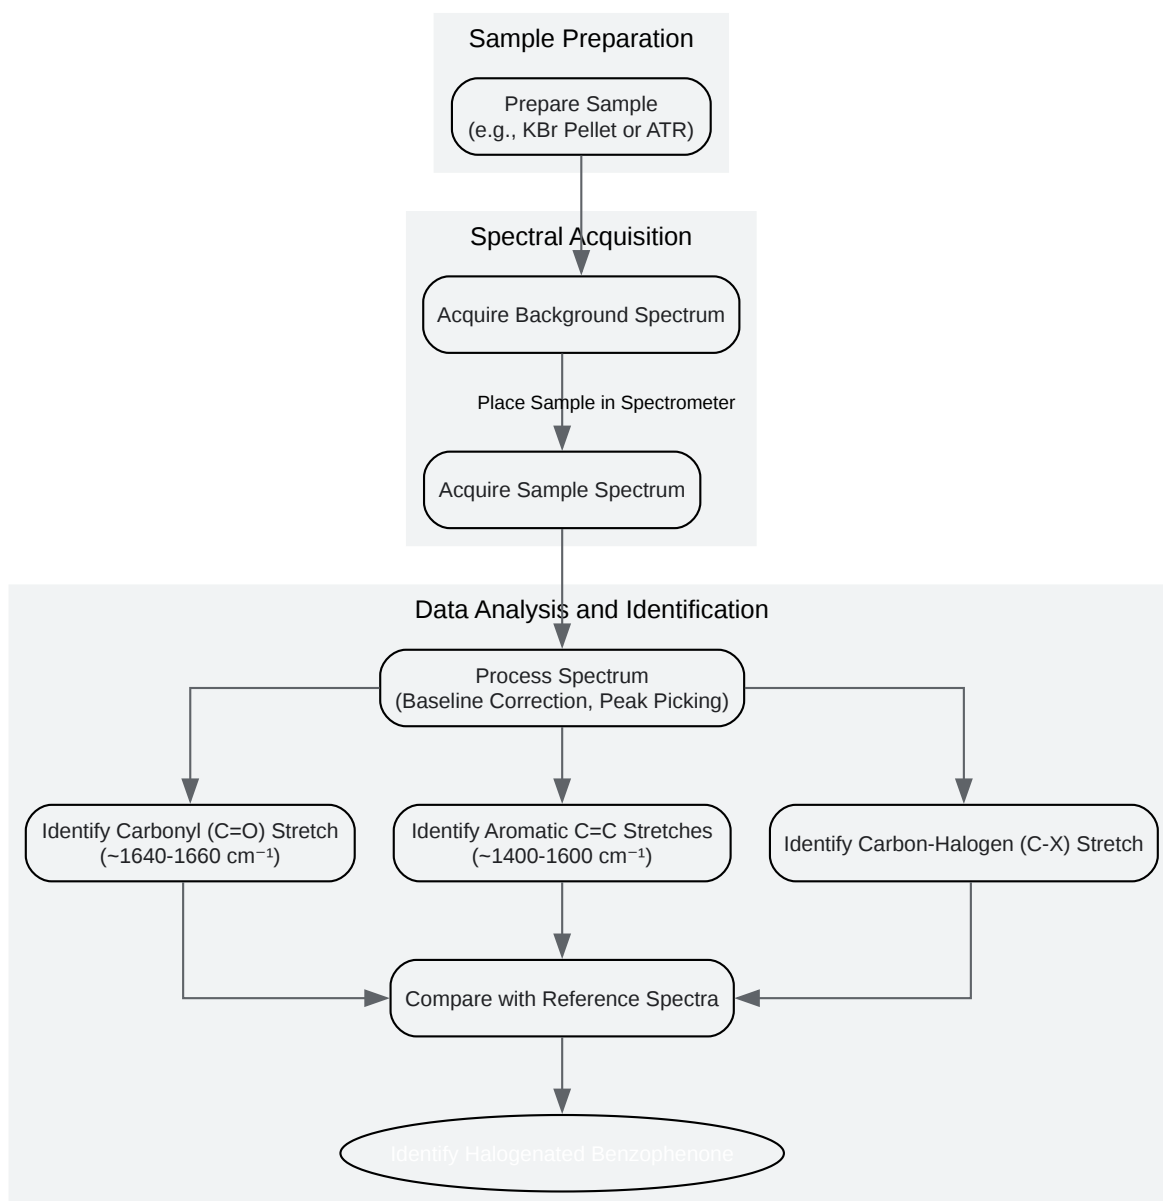 Sample Preparation
Prepare Sample
(e.g., KBr Pellet or ATR)
Spectral Acquisition
Acquire Background Spectrum
Place Sample in Spectrometer
Acquire Sample Spectrum
Data Analysis and Identification
Process Spectrum
(Baseline Correction, Peak Picking)
Identify Carbonyl (C=O) Stretch
(~1640-1660 cm⁻¹)
Identify Aromatic C=C Stretches
(~1400-1600 cm⁻¹)
Identify Carbon-Halogen (C-X) Stretch
Compare with Reference Spectra
Identify Halogenated Benzophenone